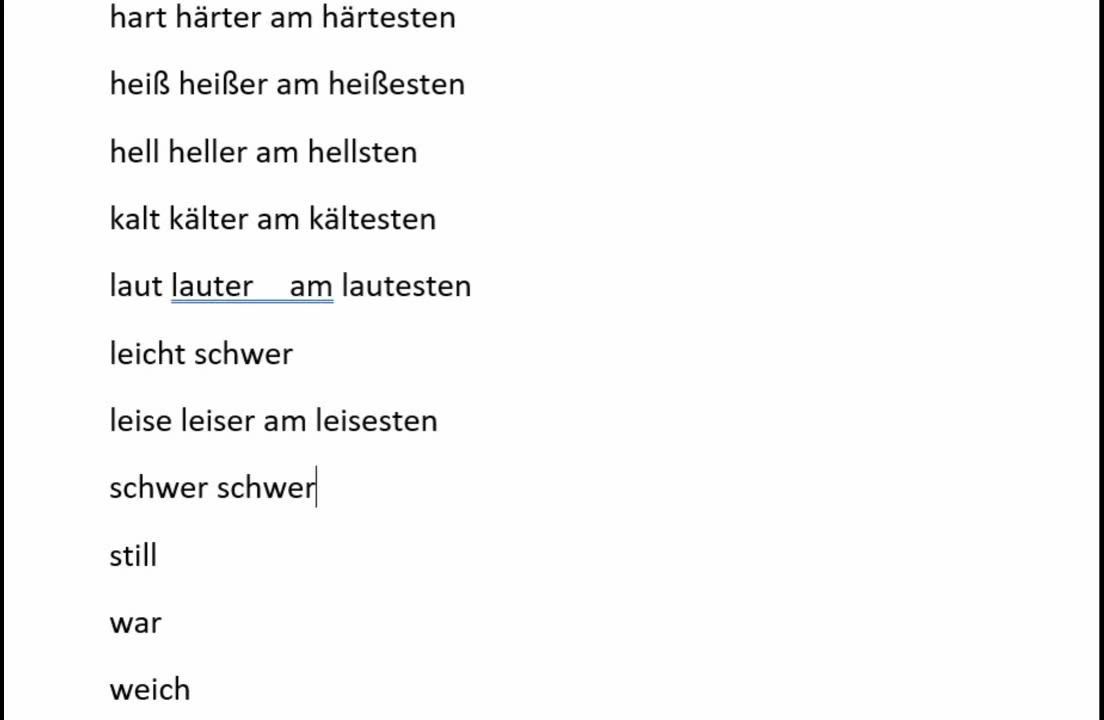 hart härter am härtesten
heiß heißer am heißesten
hell heller am hellsten
kalt kälter am kältesten
laut lauter am lautesten
leicht schwer
leise leiser am leisesten
schwer schwer
still
war
weich